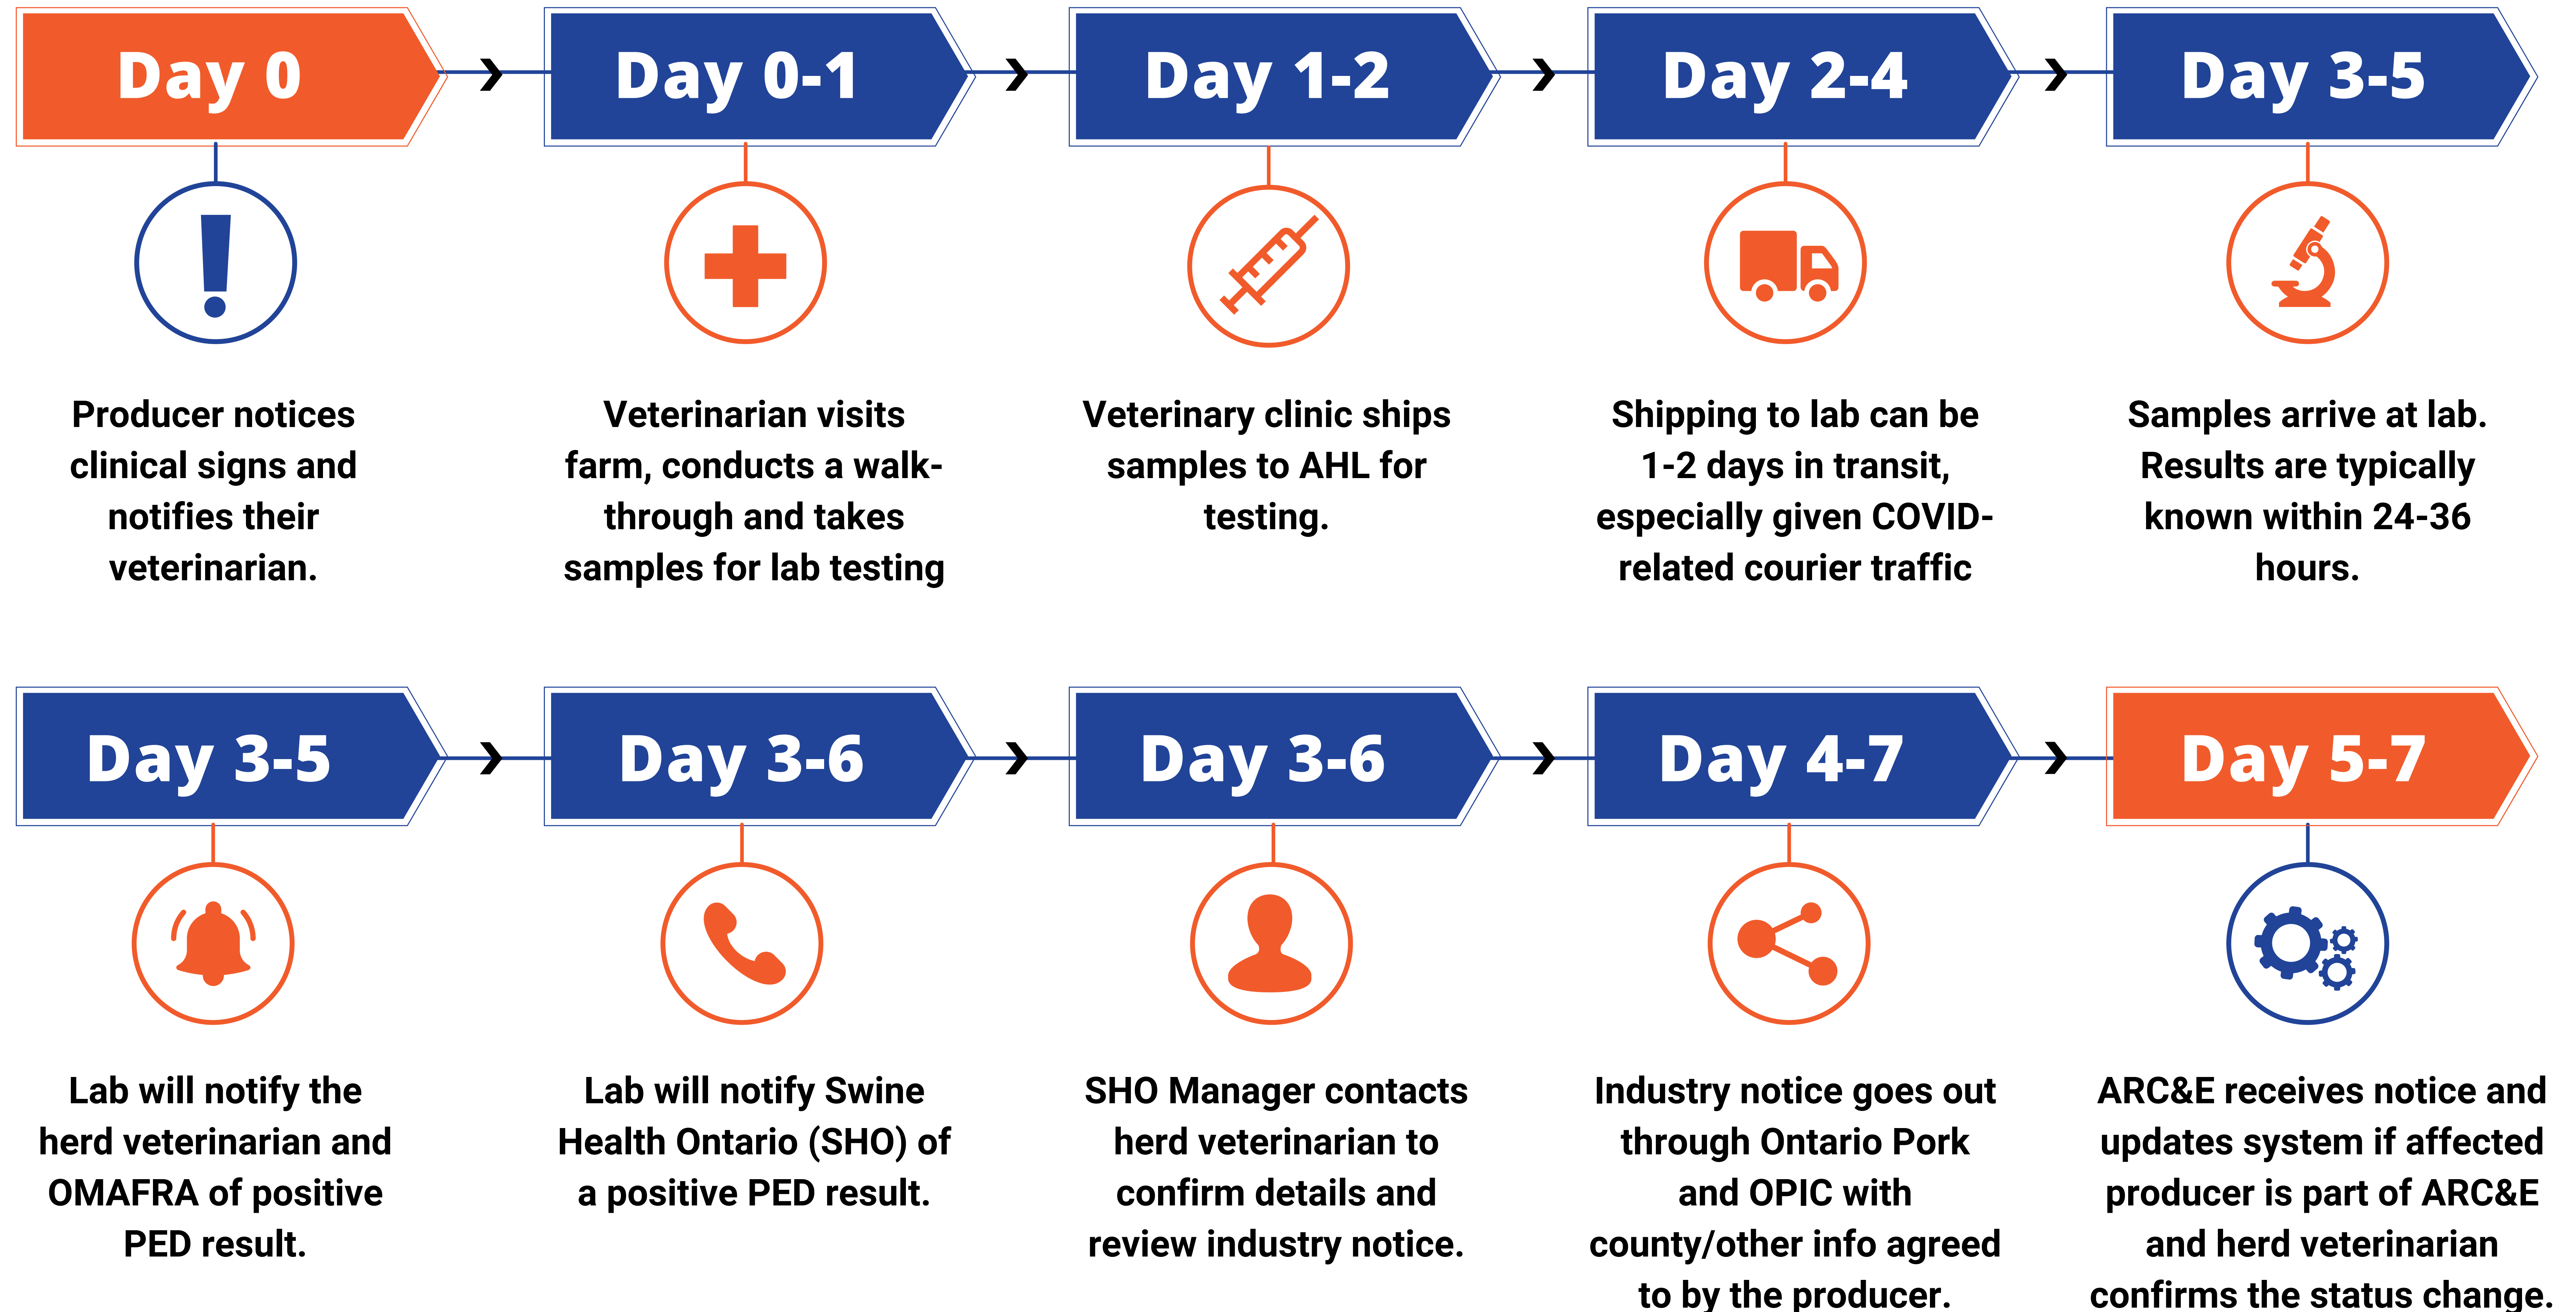 Day 0
Day 0-1
Day 1-2
Day 2-4
Day 3-5
Producer notices
clinical signs and
notifies their
veterinarian.
Veterinarian visits
farm, conducts a walk-
through and takes
samples for lab testing
Veterinary clinic ships
samples to AHL for
testing.
Shipping to lab can be
1-2 days in transit,
especially given COVID-
related courier traffic
Samples arrive at lab.
Results are typically
known within 24-36
hours.
Day 3-5
Day 3-6
Day 3-6
Day 4-7
Day 5-7
Lab will notify the
herd veterinarian and
OMAFRA of positive
PED result.
Lab will notify Swine
Health Ontario (SHO) of
a positive PED result.
SHO Manager contacts
herd veterinarian to
confirm details and
review industry notice.
Industry notice goes out
through Ontario Pork
and OPIC with
county/other info agreed
to by the producer.
ARC&E receives notice and
updates system if affected
producer is part of ARC&E
and herd veterinarian
confirms the status change.